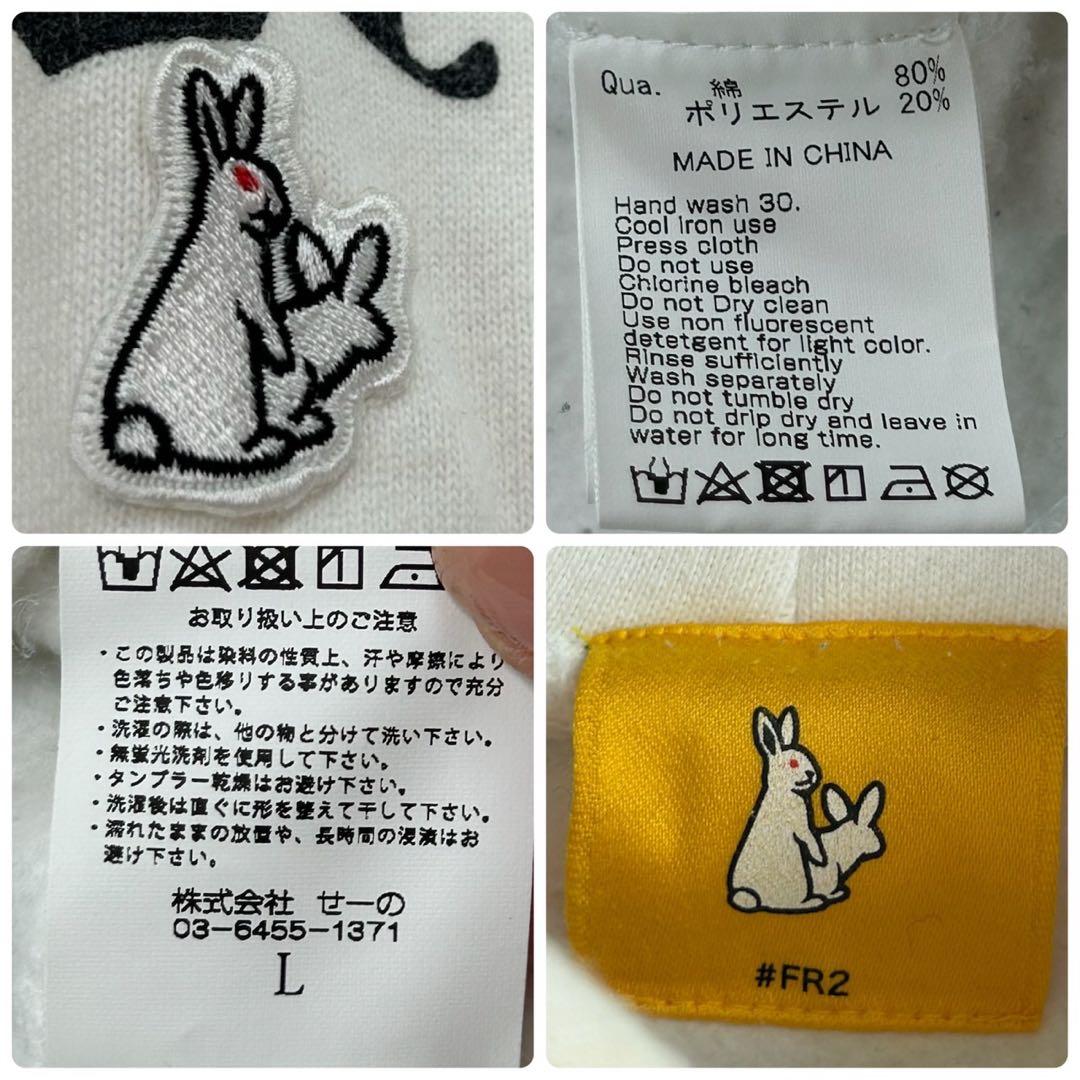 Qua. 綿 80%
ポリエステル 20%
MADE IN CHINA
Hand wash 30.
Cool iron use
Press cloth
Do not use
Chlorine bleach
Do not Dry clean
Use non fluorescent
detetgent for light color.
Rinse sufficiently
Wash separately
Do not tumble dry
Do not drip dry and leave in
water for long time.
お取り扱い上のご注意
・この製品は染料の性質上、汗や摩擦により
色落ちや色移りする事がありますので充分
ご注意下さい。
・洗濯の際は、他の物と分けて洗い下さい。
・無蛍光洗剤を使用して下さい。
・タンブラー乾燥はお避け下さい。
・洗濯後は直ぐに形を整えて干して下さい。
・濡れたままの放置や、長時間の浸漬はお
避け下さい。
株式会社 せーの
03-6455-1371
L
#FR2